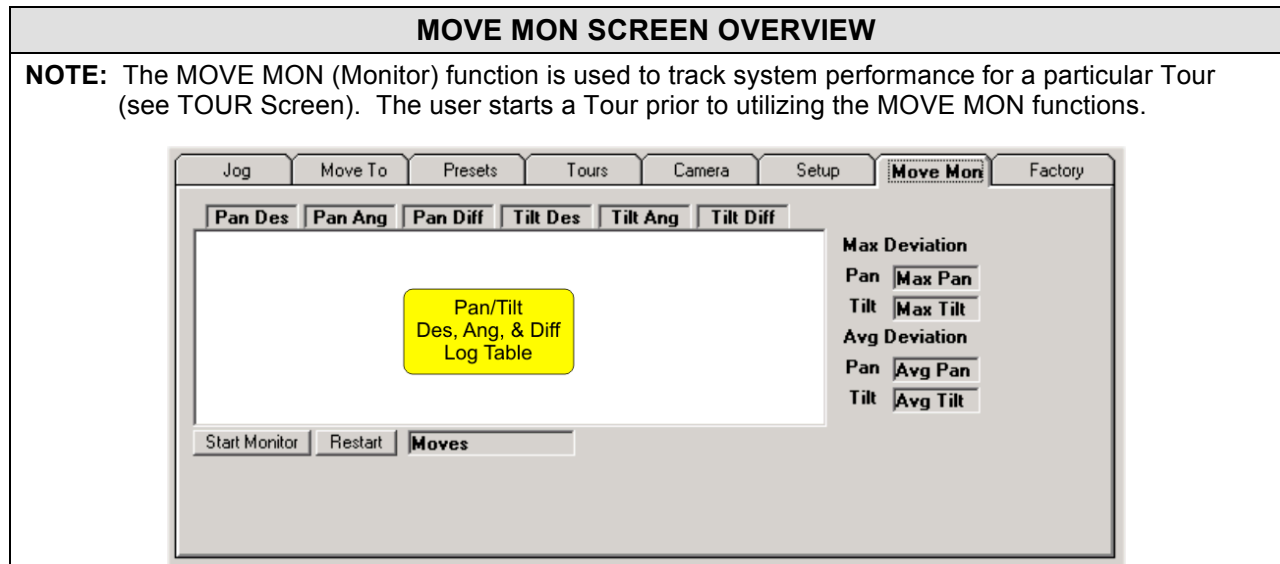 MOVE MON SCREEN OVERVIEW
NOTE: The MOVE MON (Monitor) function is used to track system performance for a particular Tour
(see TOUR Screen). The user starts a Tour prior to utilizing the MOVE MON functions.
Jog Move To Presets Tours Camera Setup Move Mon Factory
Pan Des Pan Ang Pan Diff Tilt Des Tilt Ang Tilt Diff
Max Deviation
Pan Max Pan
Tilt Max Tilt
Avg Deviation
Pan Avg Pan
Tilt Avg Tilt
Pan/Tilt
Des, Ang, & Diff
Log Table
Start Monitor Restart Moves